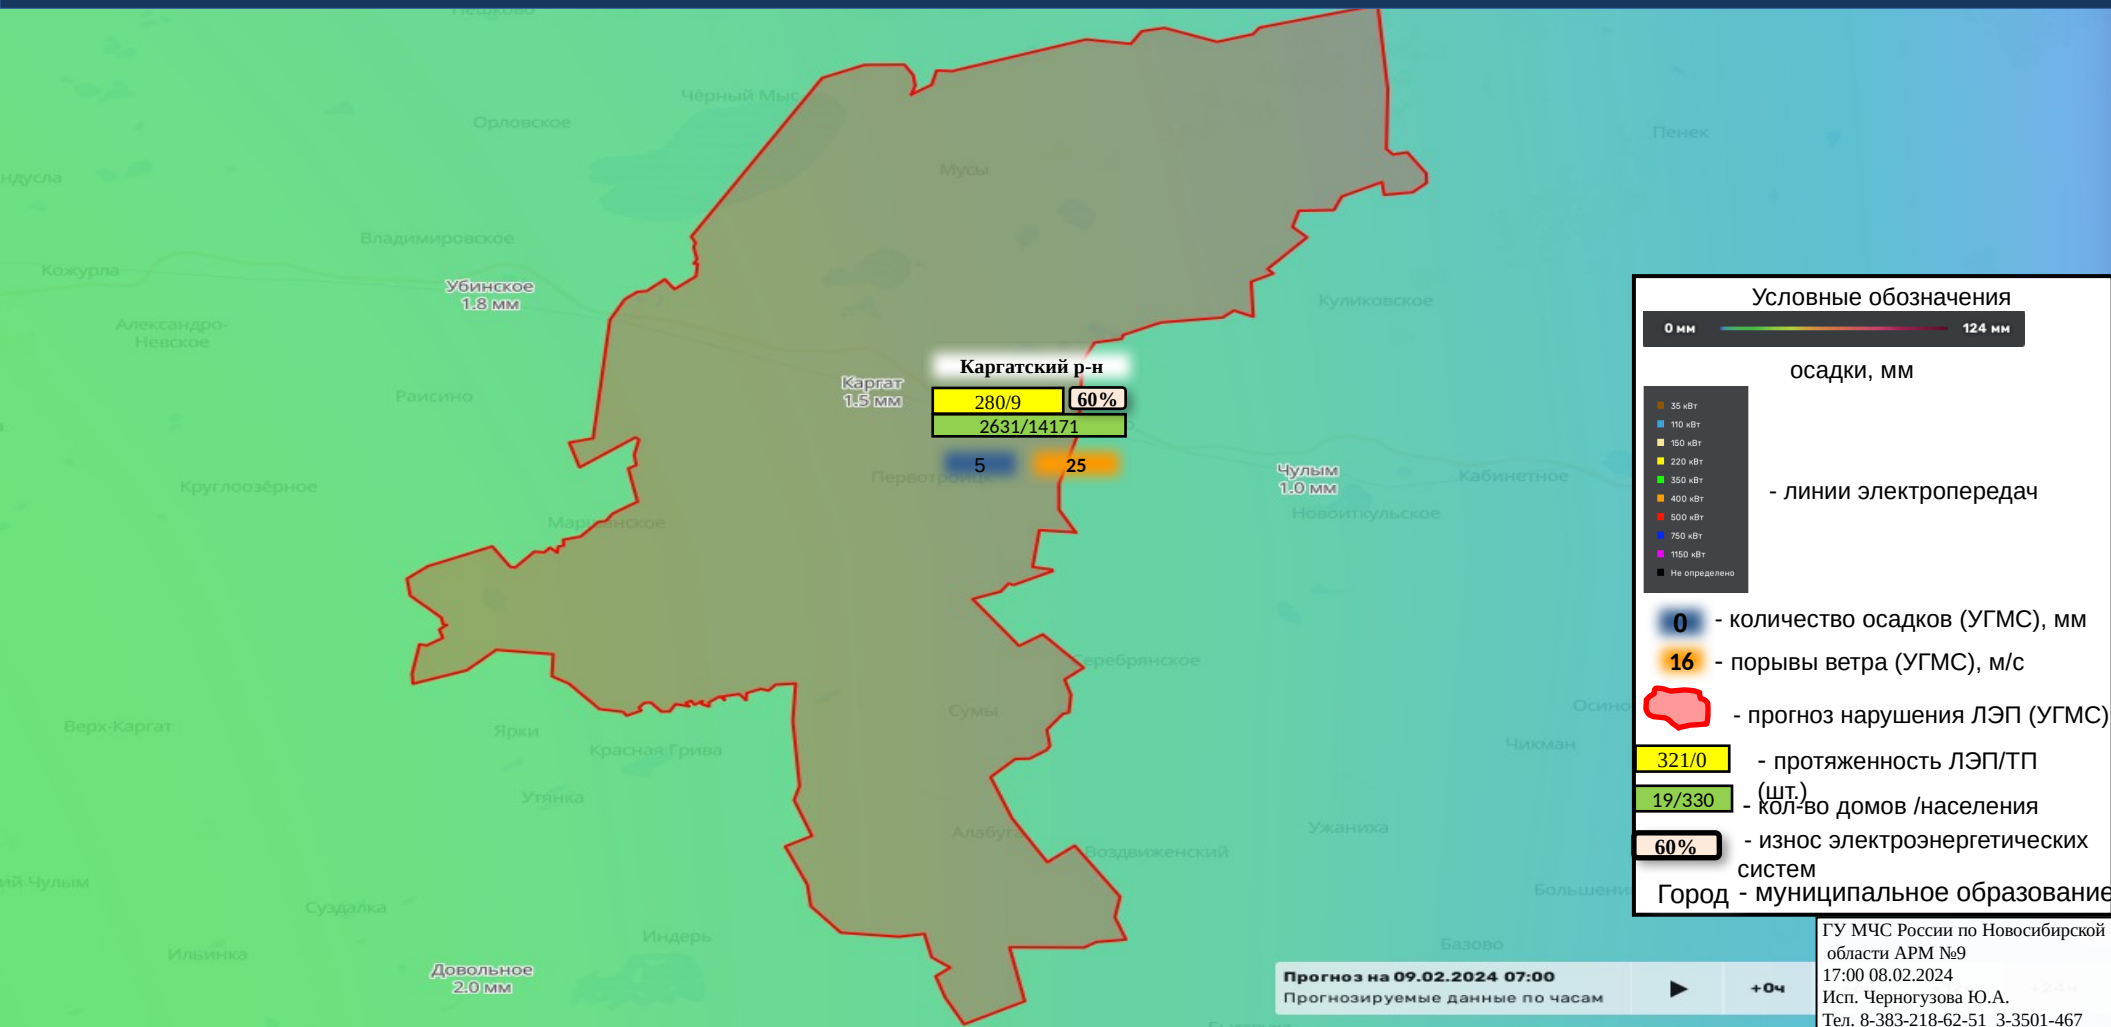 Пешково
Чёрный Мыс
Орловское
Пенек
Мусы
ндусла
Владимировское
Кожурла
Убинское
1.8 мм
Куликовское
Александро-
Невское
Каргатский р-н
Каргат
1.5 мм
280/9
60%
2631/14171
Раисино
5
25
Чулым
1.0 мм
Кабинетное
Круглоозёрное
Новоиткульское
Маршанское
Серебрянское
Сумы
Верх-Каргат
Ярки
Красная Грива
Чикман
Утянка
Алабуга
Ужаниха
Воздвиженский
ий Чулым
Суздалка
Индерь
Ильинка
Базово
Довольное
2.0 мм
Прогноз на 09.02.2024 07:00
Прогнозируемые данные по часам
+0ч
Условные обозначения
0 мм 124 мм
осадки, мм
35 кВт
110 кВт
150 кВт
220 кВт
350 кВт
400 кВт
500 кВт
750 кВт
1150 кВт
Не определено
- линии электропередач
0 - количество осадков (УГМС), мм
16 - порывы ветра (УГМС), м/с
- прогноз нарушения ЛЭП (УГМС)
321/0 - протяженность ЛЭП/ТП
(шт.)
19/330 - кол-во домов /населения
60% - износ электроэнергетических
систем
Город - муниципальное образование
ГУ МЧС России по Новосибирской
области АРМ №9
17:00 08.02.2024
Исп. Черногузова Ю.А.
Тел. 8-383-218-62-51 3-3501-467